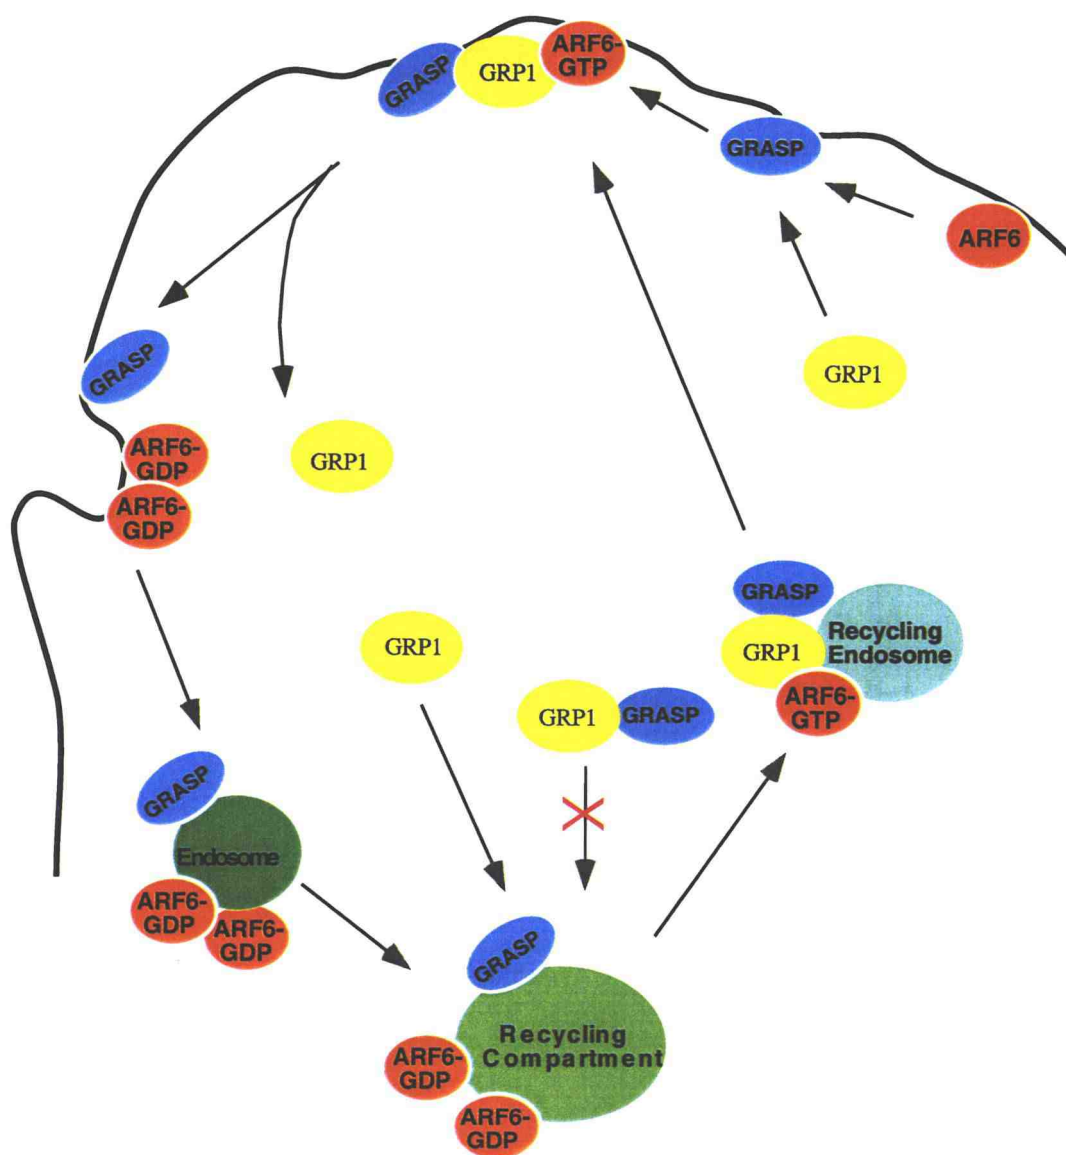 GRASP
GRP1
ARF6-
GTP
GRASP
ARF6
GRP1
GRASP
ARF6-
GDP
ARF6-
GDP
GRP1
GRP1
GRP1
GRASP
GRASP
GRP1
ARF6-
GTP
Recycling
Endosome
GRASP
Endosome
ARF6-
GDP
ARF6-
GDP
GRASP
Recycling
Compartment
ARF6-
GDP
ARF6-
GDP